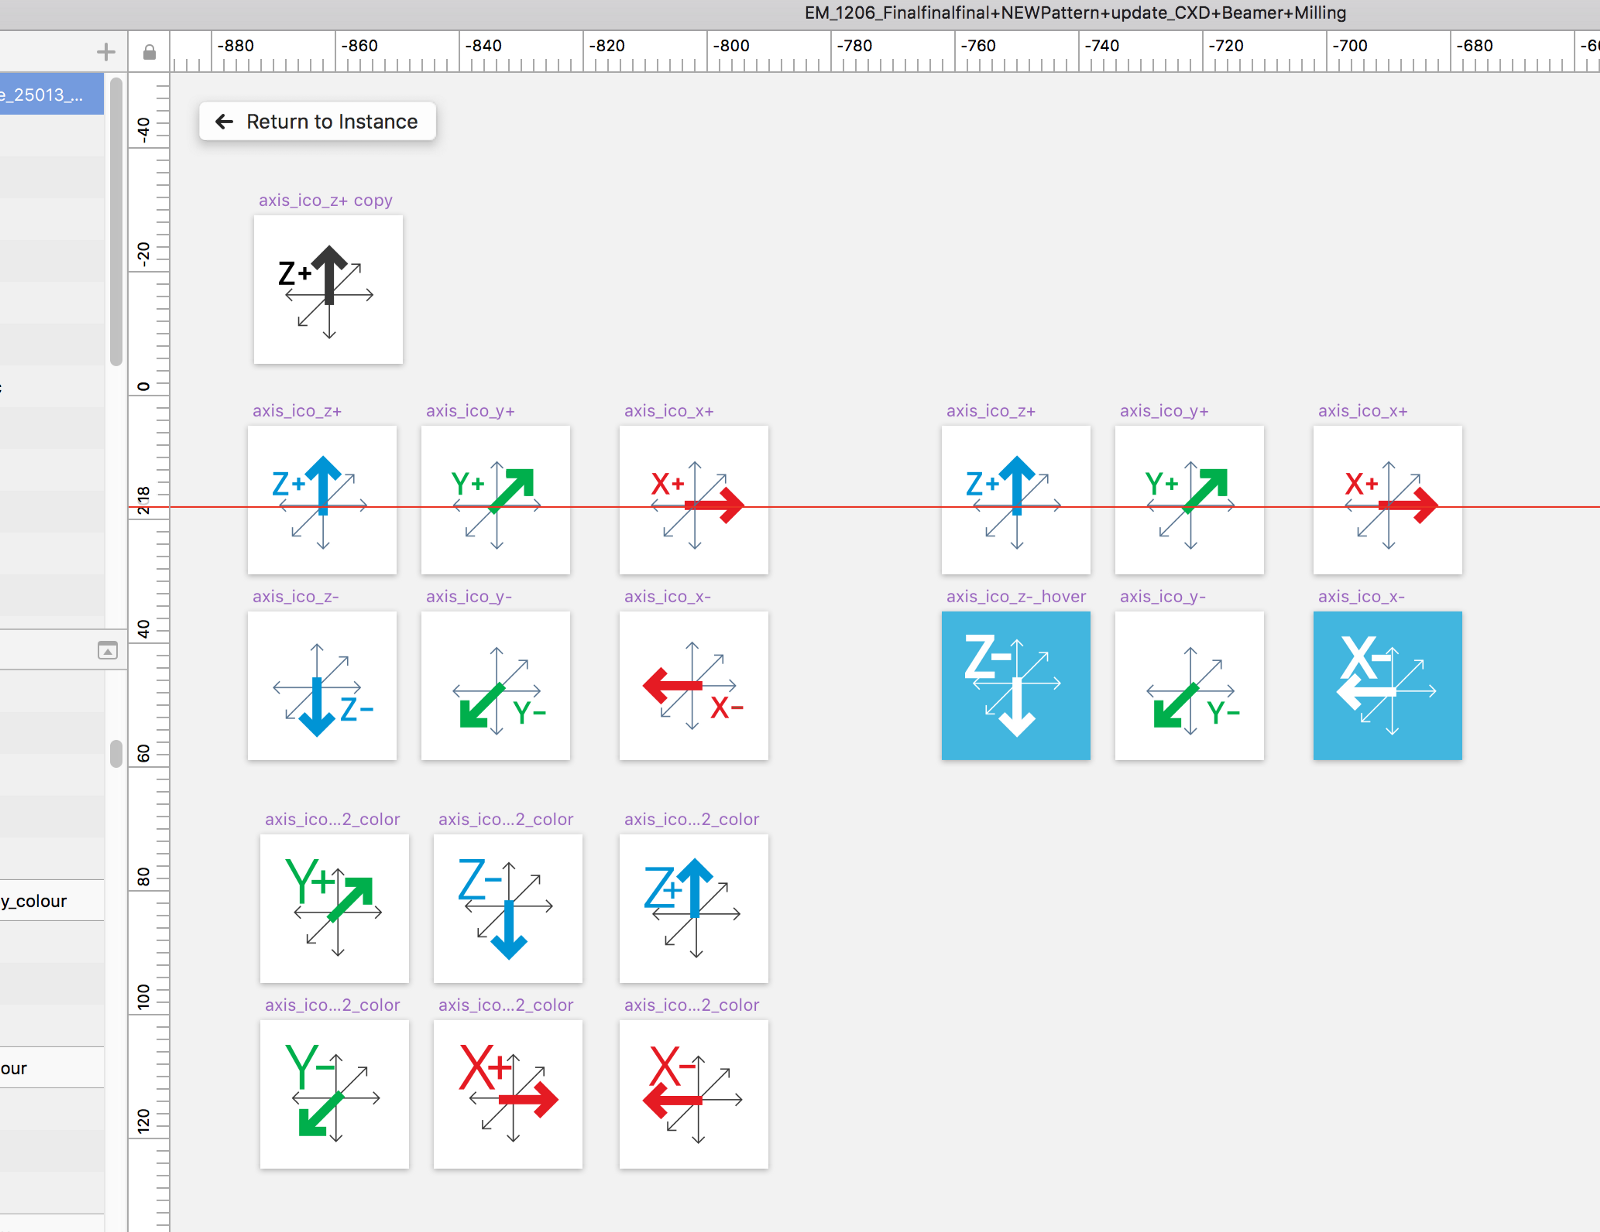 EM_1206_Finalfinalfinal+NEWPattern+update_CXD+Beamer+Milling
-880 -860 -840 -820 -800 -780 -760 -740 -720 -700 -680
e_25013_...
-40
Return to Instance
axis_ico_z+ copy
-20
Z+
0
axis_ico_z+ axis_ico_y+ axis_ico_x+ axis_ico_z+ axis_ico_y+ axis_ico_x+
Z+ Y+ X+ Z+ Y+ X+
18
axis_ico_z- axis_ico_y- axis_ico_x- axis_ico_z-_hover axis_ico_y- axis_ico_x-
40
Z- Y- X- Z- Y- X-
60
axis_ico...2_color axis_ico...2_color axis_ico...2_color
80
Y+ Z- Z+
y_colour
100
axis_ico...2_color axis_ico...2_color axis_ico...2_color
Y- X+ X-
our
120